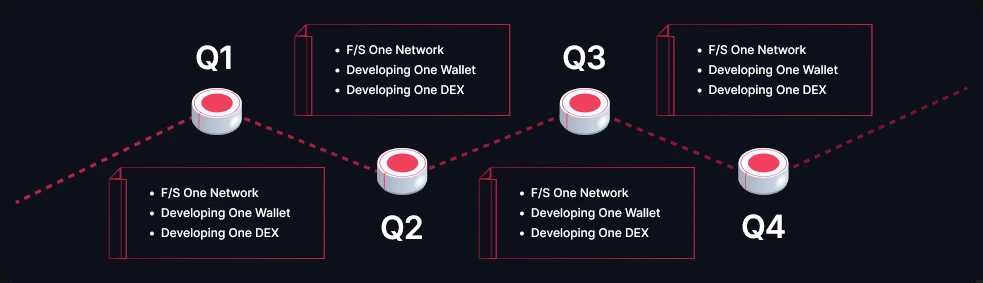 Q1
• F/S One Network
• Developing One Wallet
• Developing One DEX
Q2
• F/S One Network
• Developing One Wallet
• Developing One DEX
Q3
• F/S One Network
• Developing One Wallet
• Developing One DEX
Q4
• F/S One Network
• Developing One Wallet
• Developing One DEX